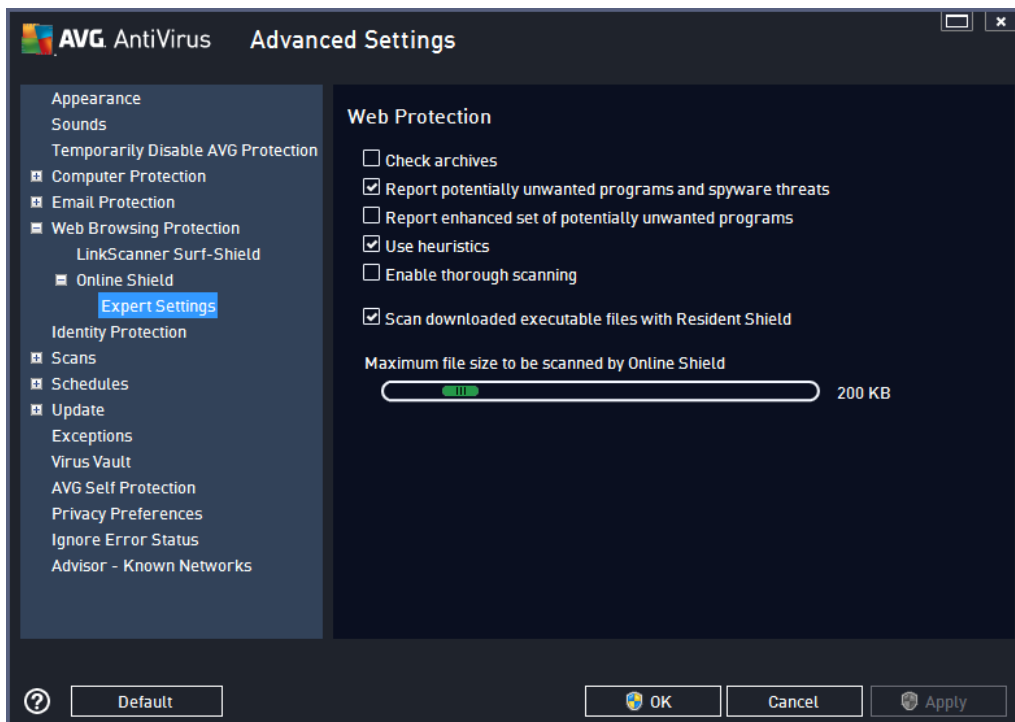 AVG. AntiVirus Advanced Settings
Appearance
Sounds
Temporarily Disable AVG Protection
Computer Protection
Email Protection
Web Browsing Protection
LinkScanner Surf-Shield
Online Shield
Expert Settings
Identity Protection
Scans
Schedules
Update
Exceptions
Virus Vault
AVG Self Protection
Privacy Preferences
Ignore Error Status
Advisor - Known Networks
Web Protection
Check archives
Report potentially unwanted programs and spyware threats
Report enhanced set of potentially unwanted programs
Use heuristics
Enable thorough scanning
Scan downloaded executable files with Resident Shield
Maximum file size to be scanned by Online Shield
200 KB
? Default OK Cancel Apply